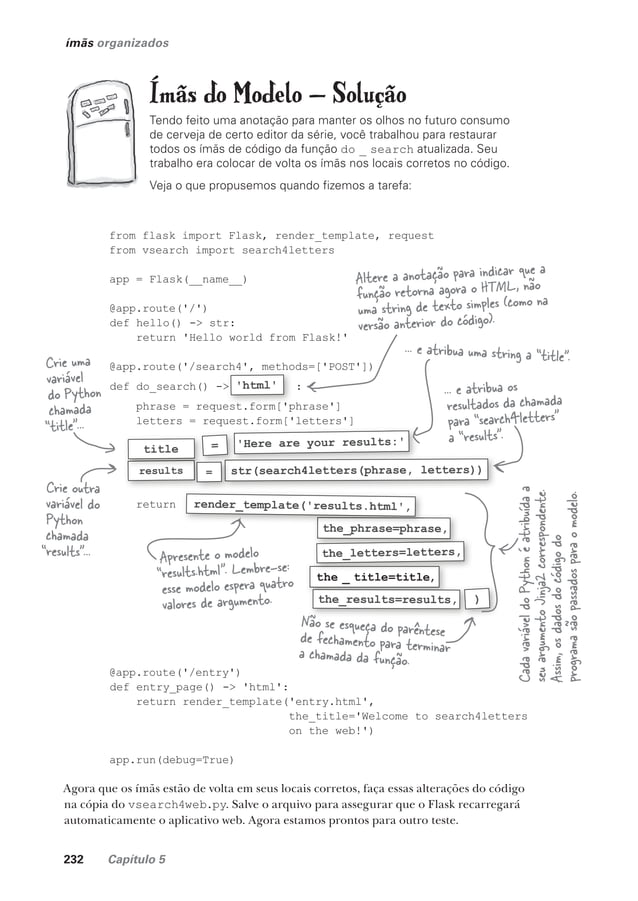 ímãs organizados
Ímãs do Modelo — Solução
Tendo feito uma anotação para manter os olhos no futuro consumo
de cerveja de certo editor da série, você trabalhou para restaurar
todos os ímãs de código da função do _ search atualizada. Seu
trabalho era colocar de volta os ímãs nos locais corretos no código.
Veja o que propusemos quando fizemos a tarefa:
from flask import Flask, render_template, request
from vsearch import search4letters
app = Flask(__name__)
Altere a anotação para indicar que a
função retorna agora o HTML, não
uma string de texto simples (como na
versão anterior do código).
@app.route('/')
def hello() -> str:
return 'Hello world from Flask!'
... e atribua uma string a "title".
Crie uma
variável
do Python
chamada
"title"...
@app.route('/search4', methods=['POST'])
def do_search() -> 'html' :
... e atribua os
resultados da chamada
para "search4letters"
a "results".
phrase = request.form['phrase']
letters = request.form['letters']
title = 'Here are your results:'
results = str(search4letters(phrase, letters))
Crie outra
variável do
Python
chamada
"results"...
return render_template('results.html',
the_phrase=phrase,
the_letters=letters,
the _ title=title,
the_results=results, )
Apresente o modelo
"results.html". Lembre-se:
esse modelo espera quatro
valores de argumento.
Não se esqueça do parêntese
de fechamento para terminar
a chamada da função.
Cada variável do Python é atribuída a
seu argumento Jinja2 correspondente.
Assim, os dados do código do
programa são passados para o modelo.
@app.route('/entry')
def entry_page() -> 'html':
return render_template('entry.html',
the_title='Welcome to search4letters
on the web!')
app.run(debug=True)
Agora que os ímãs estão de volta em seus locais corretos, faça essas alterações do código
na cópia do vsearch4web.py. Salve o arquivo para assegurar que o Flask recarregará
automaticamente o aplicativo web. Agora estamos prontos para outro teste.
232 Capítulo 5